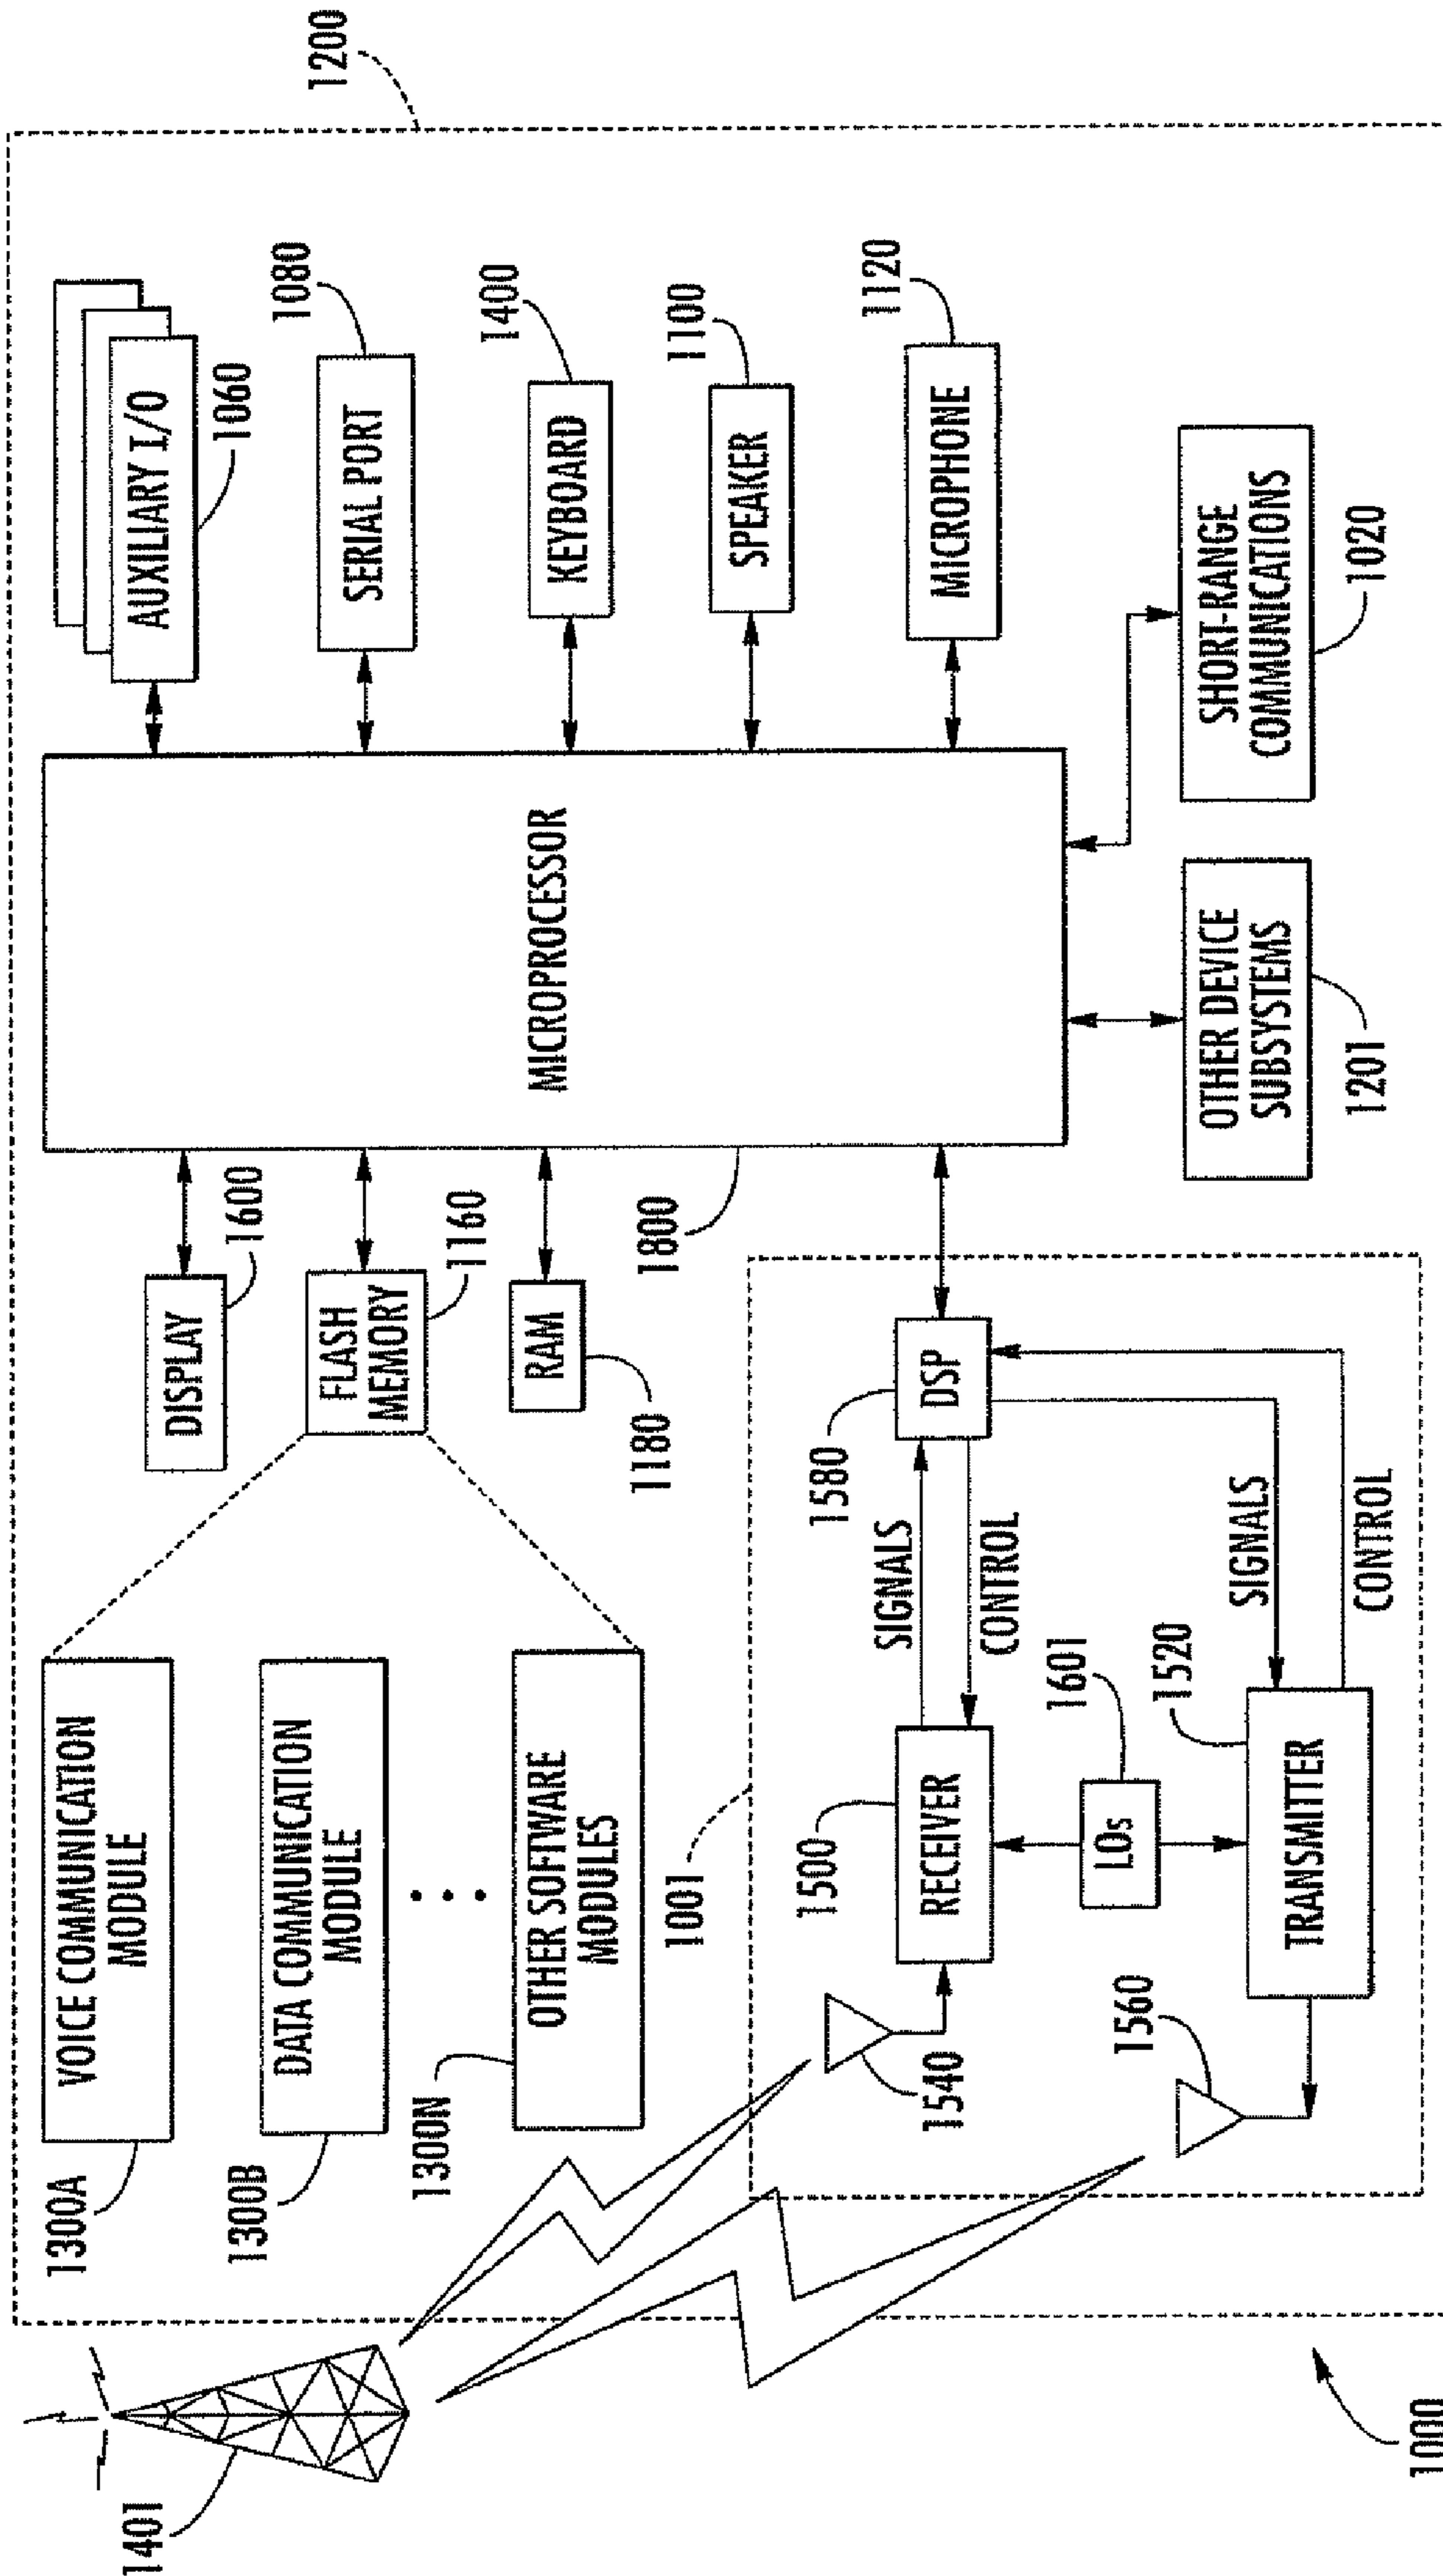 1401
1000
1200
1300A
VOICE COMMUNICATION
MODULE
1300B
DATA COMMUNICATION
MODULE
1300N
OTHER SOFTWARE
MODULES
DISPLAY
1600
FLASH
MEMORY
1160
RAM
1180
MICROPROCESSOR
1800
AUXILIARY I/O
1060
SERIAL PORT
1080
KEYBOARD
1400
SPEAKER
1100
MICROPHONE
1120
SHORT-RANGE
COMMUNICATIONS
1020
OTHER DEVICE
SUBSYSTEMS
1201
1001
1540
RECEIVER
1500
SIGNALS
CONTROL
DSP
1580
LOs
1601
TRANSMITTER
1520
SIGNALS
CONTROL
1560